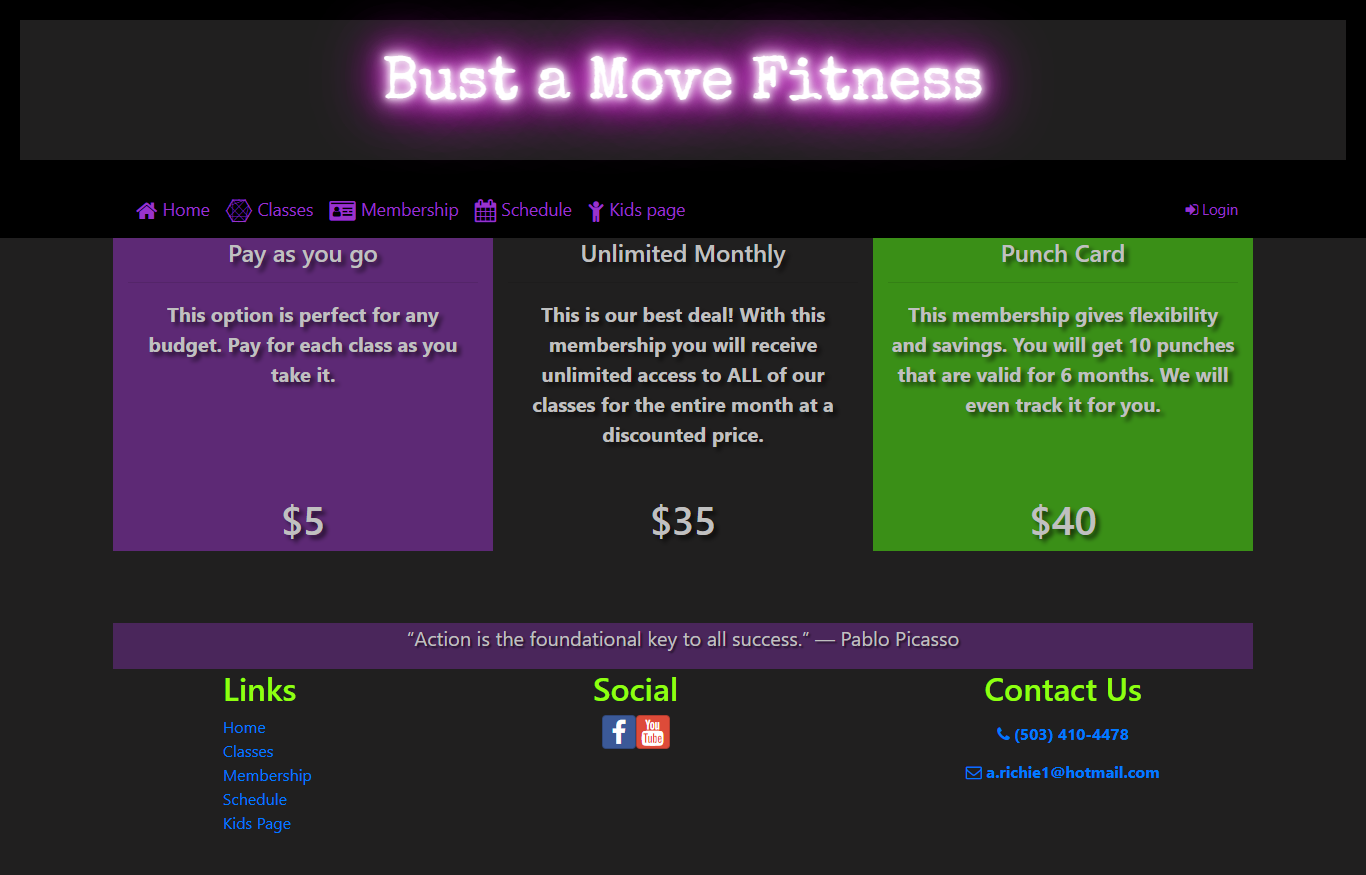 Bust a Move Fitness
Home Classes Membership Schedule Kids page Login
Pay as you go
This option is perfect for any
budget. Pay for each class as you
take it.
$5
Unlimited Monthly
This is our best deal! With this
membership you will receive
unlimited access to ALL of our
classes for the entire month at a
discounted price.
$35
Punch Card
This membership gives flexibility
and savings. You will get 10 punches
that are valid for 6 months. We will
even track it for you.
$40
“Action is the foundational key to all success.” — Pablo Picasso
Links
Home
Classes
Membership
Schedule
Kids Page
Social
f
You
Tube
Contact Us
(503) 410-4478
a.richie1@hotmail.com